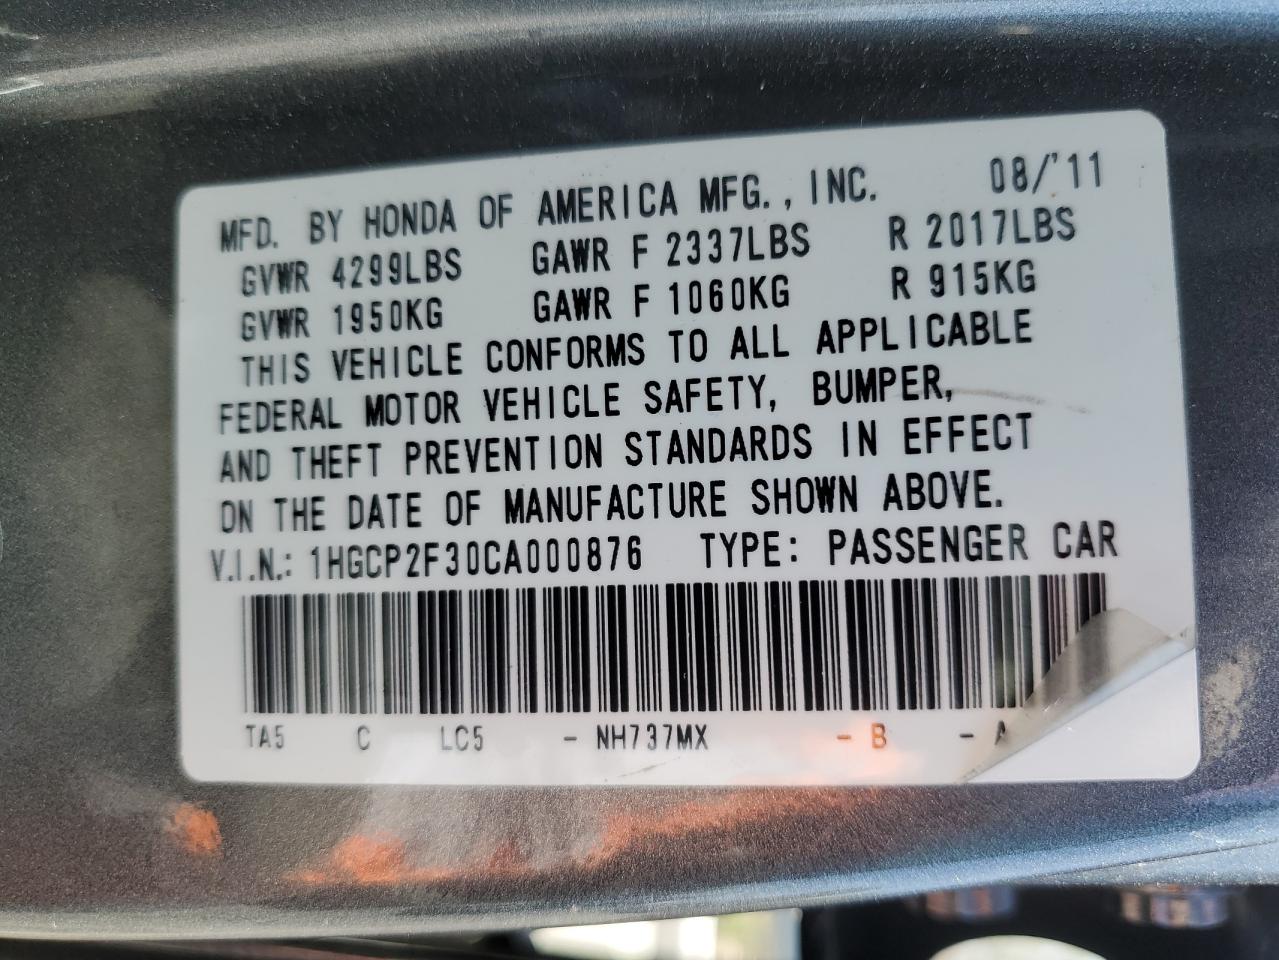 MFD. BY HONDA OF AMERICA MFG., INC. 08/'11
GVWR 4299LBS GAWR F 2337LBS R 2017LBS
GVWR 1950KG GAWR F 1060KG R 915KG
THIS VEHICLE CONFORMS TO ALL APPLICABLE
FEDERAL MOTOR VEHICLE SAFETY, BUMPER,
AND THEFT PREVENTION STANDARDS IN EFFECT
ON THE DATE OF MANUFACTURE SHOWN ABOVE.
V.I.N.: 1HGCP2F30CA000876 TYPE: PASSENGER CAR
TA5 C LC5 - NH737MX - B - A